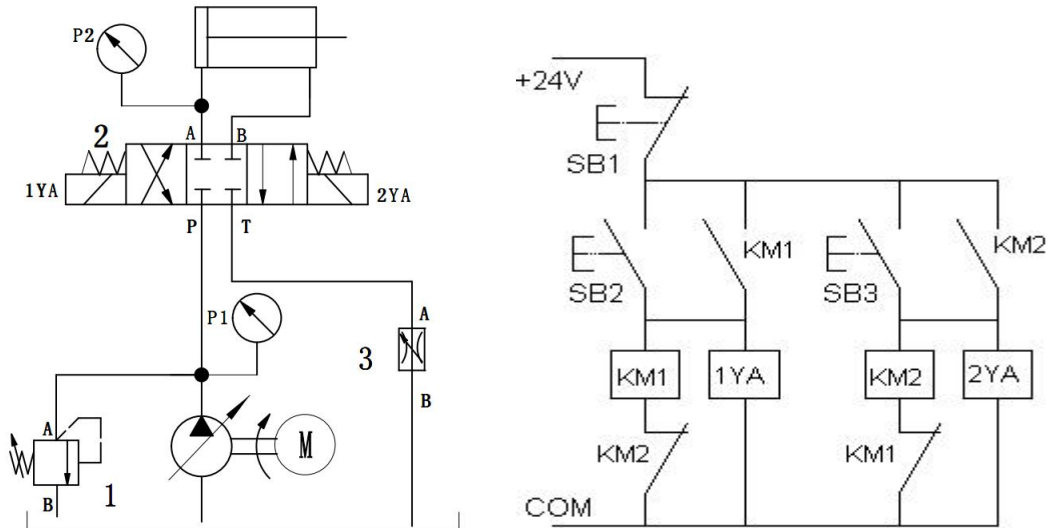 P2
2
A B
1YA 2YA
P T
P1
A
3
B
A
M
B
1
+24V
SB1
KM1
KM2
SB2
SB3
KM1
1YA
KM2
2YA
KM2
KM1
COM